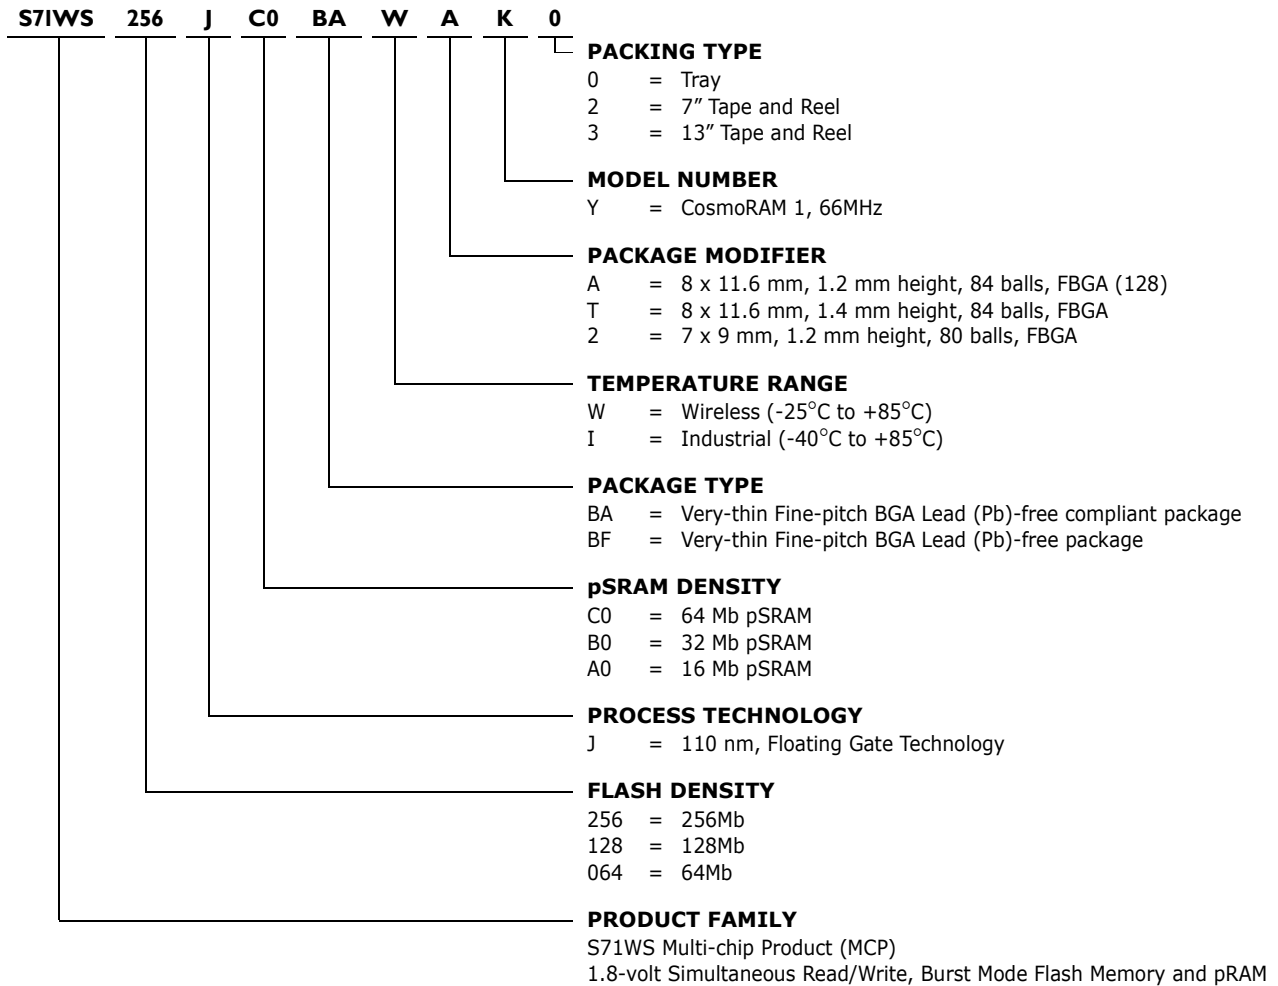 S71WS 256 J C0 BA W A K 0
PACKING TYPE
0 = Tray
2 = 7” Tape and Reel
3 = 13” Tape and Reel
MODEL NUMBER
Y = CosmoRAM 1, 66MHz
PACKAGE MODIFIER
A = 8 x 11.6 mm, 1.2 mm height, 84 balls, FBGA (128)
T = 8 x 11.6 mm, 1.4 mm height, 84 balls, FBGA
2 = 7 x 9 mm, 1.2 mm height, 80 balls, FBGA
TEMPERATURE RANGE
W = Wireless (-25°C to +85°C)
I = Industrial (-40°C to +85°C)
PACKAGE TYPE
BA = Very-thin Fine-pitch BGA Lead (Pb)-free compliant package
BF = Very-thin Fine-pitch BGA Lead (Pb)-free package
pSRAM DENSITY
C0 = 64 Mb pSRAM
B0 = 32 Mb pSRAM
A0 = 16 Mb pSRAM
PROCESS TECHNOLOGY
J = 110 nm, Floating Gate Technology
FLASH DENSITY
256 = 256Mb
128 = 128Mb
064 = 64Mb
PRODUCT FAMILY
S71WS Multi-chip Product (MCP)
1.8-volt Simultaneous Read/Write, Burst Mode Flash Memory and pRAM